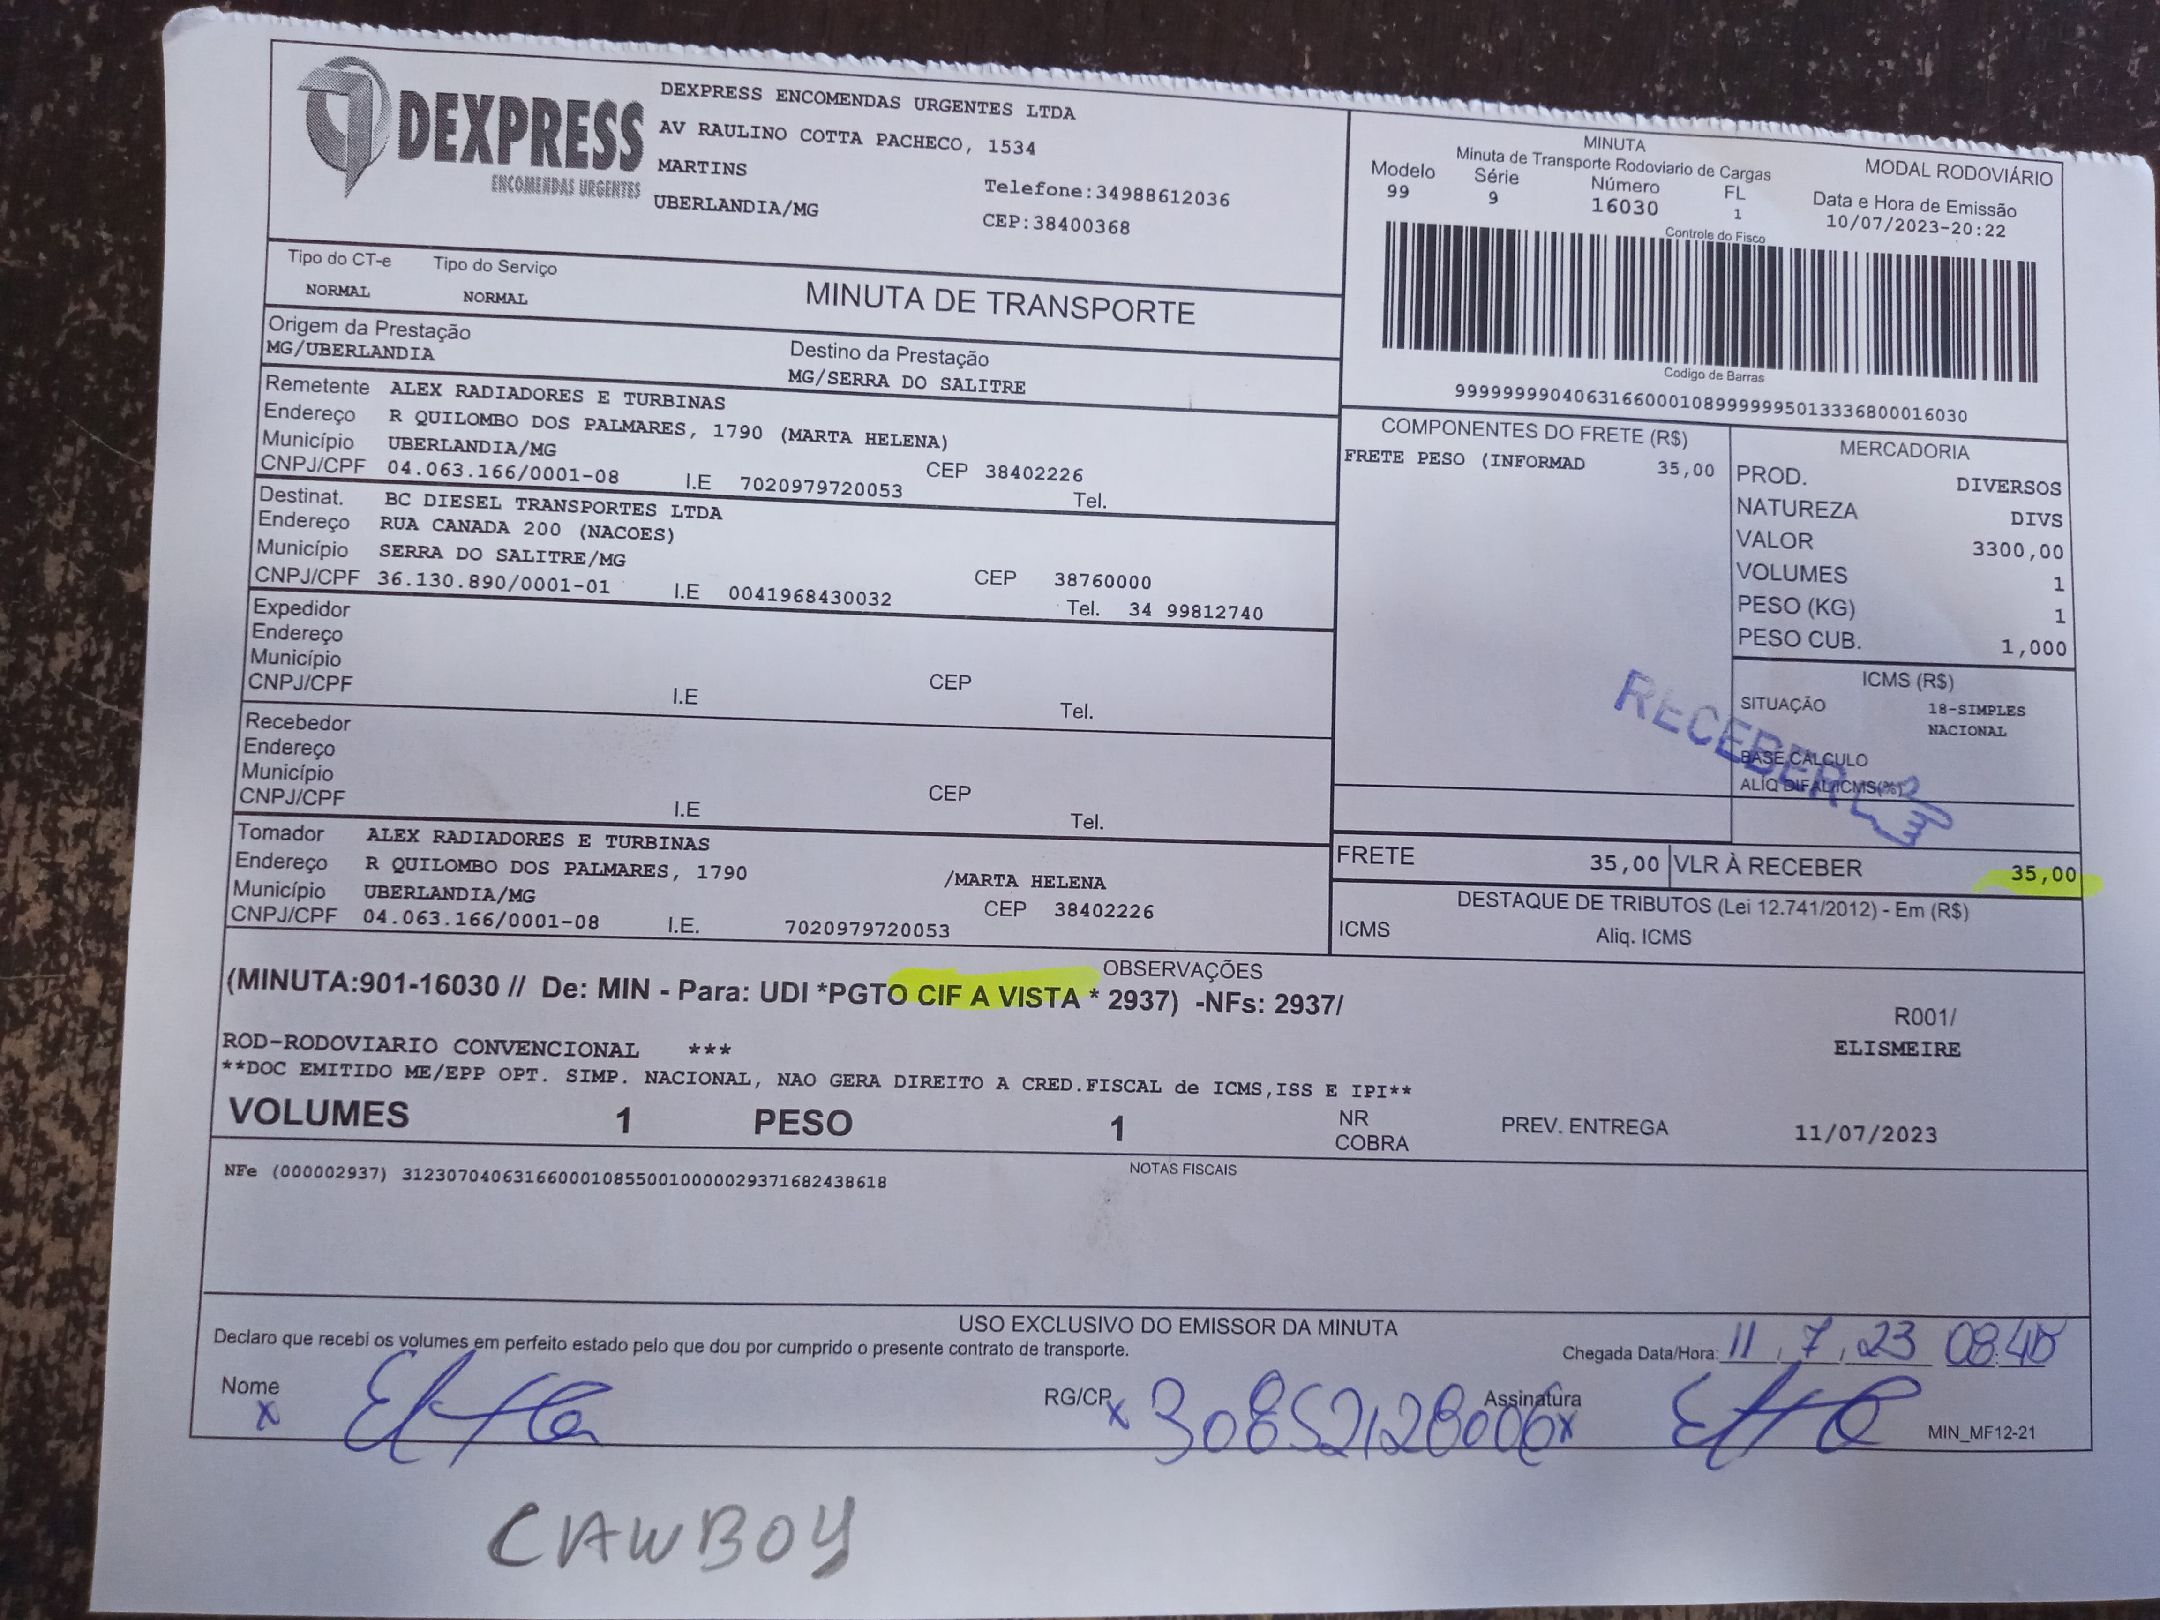 DEXPRESS
ENCOMENDAS URGENTES
DEXPRESS ENCOMENDAS URGENTES LTDA
AV RAULINO COTTA PACHECO, 1534
MARTINS
UBERLANDIA/MG
Telefone:34988612036
CEP:38400368
MINUTA
Minuta de Transporte Rodoviario de Cargas
MODAL RODOVIÁRIO
Modelo Série Número FL
99 9 16030 1
Data e Hora de Emissão
10/07/2023-20:22
Controle do Fisco
Codigo de Barras
99999999040631660001089999999501333680001​6030
Tipo do CT-e Tipo do Serviço
NORMAL NORMAL
MINUTA DE TRANSPORTE
Origem da Prestação
MG/UBERLANDIA
Destino da Prestação
MG/SERRA DO SALITRE
Remetente ALEX RADIADORES E TURBINAS
Endereço R QUILOMBO DOS PALMARES, 1790 (MARTA HELENA)
Município UBERLANDIA/MG CEP 38402226
CNPJ/CPF 04.063.166/0001-08 I.E 7020979720053 Tel.
Destinat. BC DIESEL TRANSPORTES LTDA
Endereço RUA CANADA 200 (NACOES)
Município SERRA DO SALITRE/MG CEP 38760000
CNPJ/CPF 36.130.890/0001-01 I.E 0041968430032 Tel. 34 99812740
Expedidor
Endereço
Município CEP
CNPJ/CPF I.E Tel.
Recebedor
Endereço
Município CEP
CNPJ/CPF I.E Tel.
Tomador ALEX RADIADORES E TURBINAS
Endereço R QUILOMBO DOS PALMARES, 1790 /MARTA HELENA
Município UBERLANDIA/MG CEP 38402226
CNPJ/CPF 04.063.166/0001-08 I.E. 7020979720053
COMPONENTES DO FRETE (R$)
FRETE PESO (INFORMAD 35,00
MERCADORIA
PROD. DIVERSOS
NATUREZA DIVS
VALOR 3300,00
VOLUMES 1
PESO (KG) 1
PESO CUB. 1,000
ICMS (R$)
SITUAÇÃO 18-SIMPLES
NACIONAL
BASE CALCULO
ALIQ DIFAL/ICMS(%)
RECEBER
FRETE 35,00 VLR À RECEBER 35,00
DESTAQUE DE TRIBUTOS (Lei 12.741/2012) - Em (R$)
ICMS Aliq. ICMS
OBSERVAÇÕES
(MINUTA:901-16030 // De: MIN - Para: UDI *PGTO CIF A VISTA * 2937) -NFs: 2937/
R001/
ELISMEIRE
ROD-RODOVIARIO CONVENCIONAL ***
**DOC EMITIDO ME/EPP OPT. SIMP. NACIONAL, NAO GERA DIREITO A CRED.FISCAL de ICMS,ISS E IPI**
VOLUMES 1 PESO 1 NR COBRA PREV. ENTREGA 11/07/2023
NOTAS FISCAIS
NFe (000002937) 31230704063166000108550010000029371682438618
USO EXCLUSIVO DO EMISSOR DA MINUTA
Declaro que recebi os volumes em perfeito estado pelo que dou por cumprido o presente contrato de transporte.
Chegada Data/Hora: 11, 7, 23 08:40
Nome x RG/CP x 30852128006 Assinatura x
MIN_MF12-21
CAWBOY